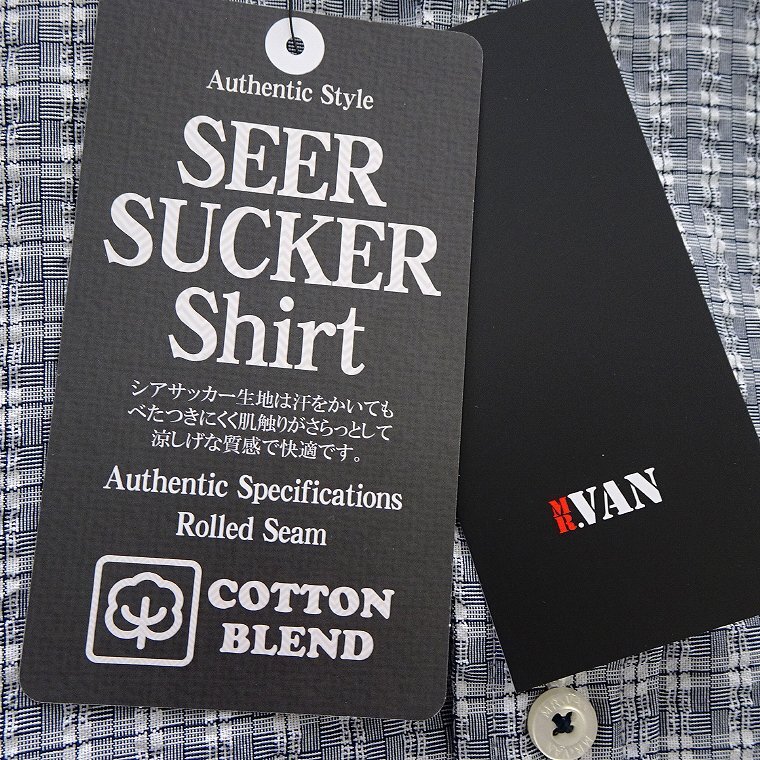 Authentic Style
SEER
SUCKER
Shirt
シアサッカー生地は汗をかいても
べたつきにくく肌触りがさらっとして
涼しげな質感で快適です。
Authentic Specifications
Rolled Seam
COTTON
BLEND
MR.VAN